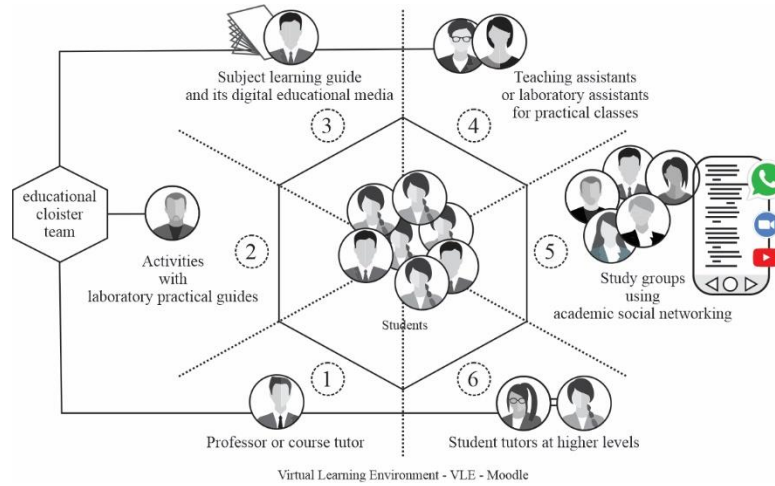 Subject learning guide
and its digital educational media
3
Teaching assistants
or laboratory assistants
for practical classes
4
educational
cloister
team
Activities
with
laboratory practical guides
2
Students
5
Study groups
using
academic social networking
1
Professor or course tutor
6
Student tutors at higher levels
Virtual Learning Environment - VLE - Moodle